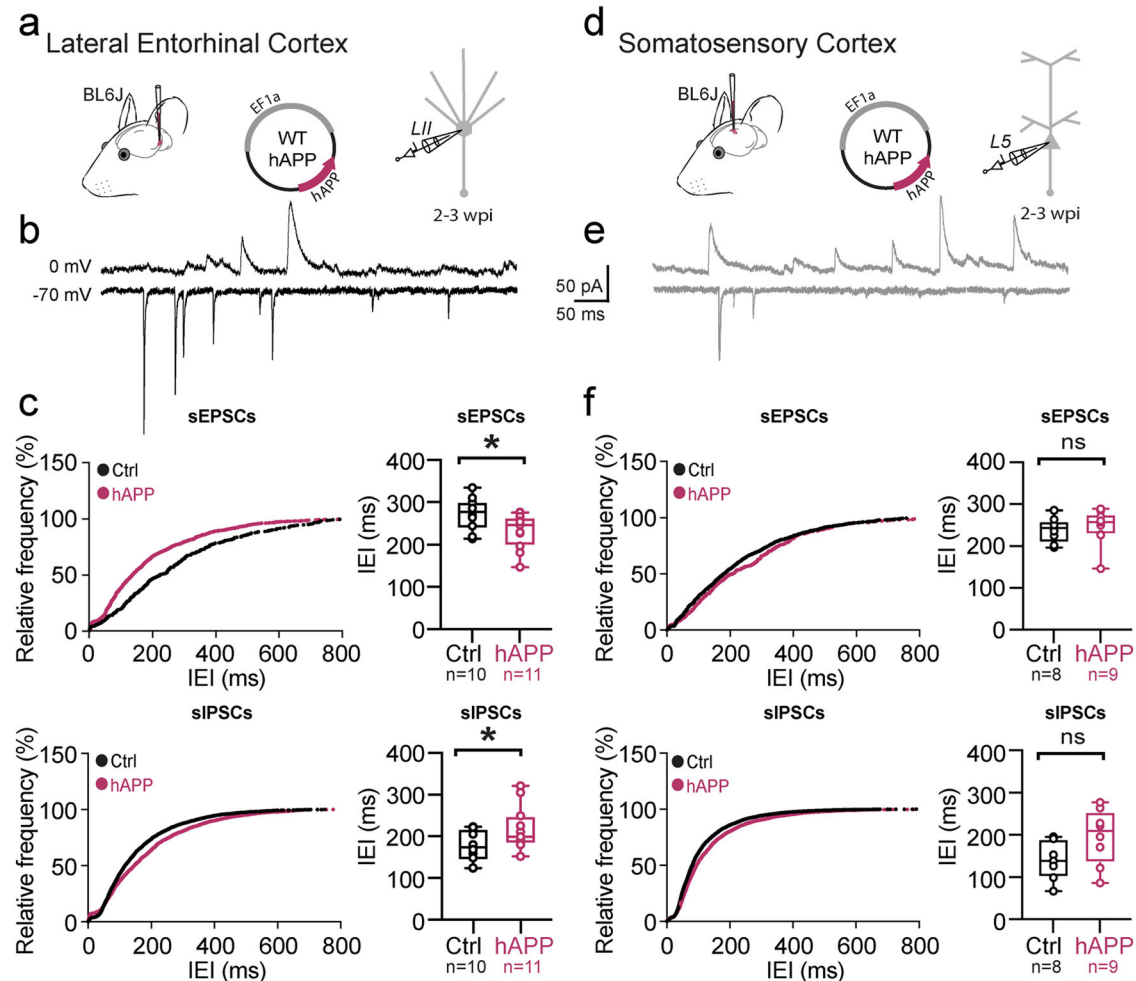 a
Lateral Entorhinal Cortex
BL6J
EF1a
WT
hAPP
hAPP
LII
2-3 wpi
d
Somatosensory Cortex
BL6J
EF1a
WT
hAPP
hAPP
L5
2-3 wpi
b
0 mV
-70 mV
50 pA
50 ms
e
c
sEPSCs
Relative frequency (%)
150
100
50
0
Ctrl
hAPP
0 200 400 600 800
IEI (ms)
sEPSCs
*
IEI (ms)
400
300
200
100
0
Ctrl hAPP
n=10 n=11
sIPSCs
Relative frequency (%)
150
100
50
0
Ctrl
hAPP
0 200 400 600 800
IEI (ms)
sIPSCs
*
IEI (ms)
400
300
200
100
0
Ctrl hAPP
n=10 n=11
f
sEPSCs
Relative frequency (%)
150
100
50
0
Ctrl
hAPP
0 200 400 600 800
IEI (ms)
sEPSCs
ns
IEI (ms)
400
300
200
100
0
Ctrl hAPP
n=8 n=9
sIPSCs
Relative frequency (%)
150
100
50
0
Ctrl
hAPP
0 200 400 600 800
IEI (ms)
sIPSCs
ns
IEI (ms)
400
300
200
100
0
Ctrl hAPP
n=8 n=9